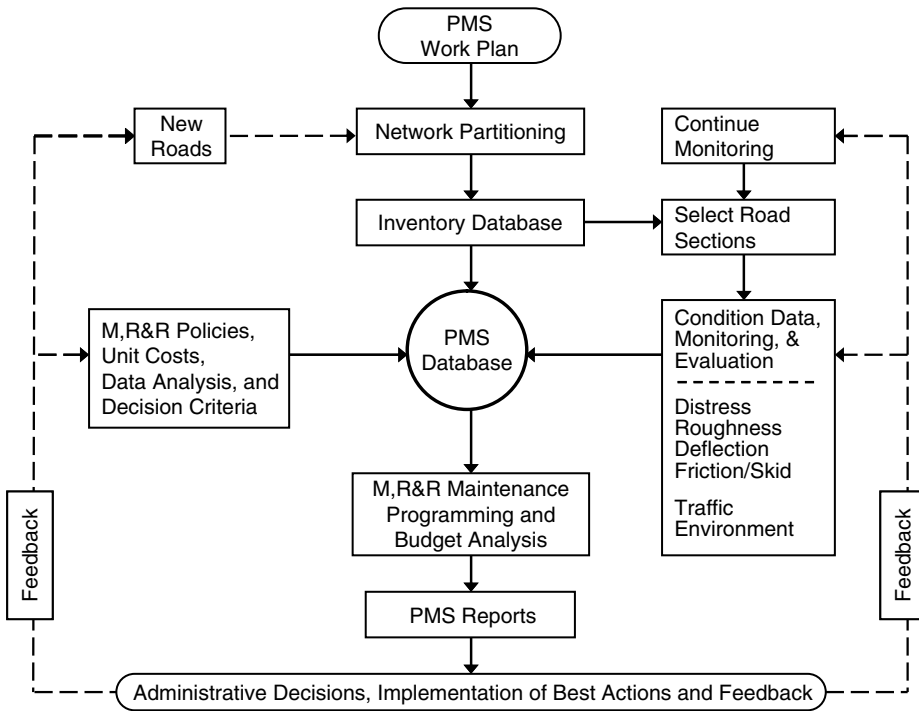 PMS
Work Plan
New
Roads
Network Partitioning
Continue
Monitoring
Inventory Database
Select Road
Sections
M,R&R Policies,
Unit Costs,
Data Analysis, and
Decision Criteria
PMS
Database
Condition Data,
Monitoring, &
Evaluation
Distress
Roughness
Deflection
Friction/Skid
Traffic
Environment
M,R&R Maintenance
Programming and
Budget Analysis
Feedback
Feedback
PMS Reports
Administrative Decisions, Implementation of Best Actions and Feedback